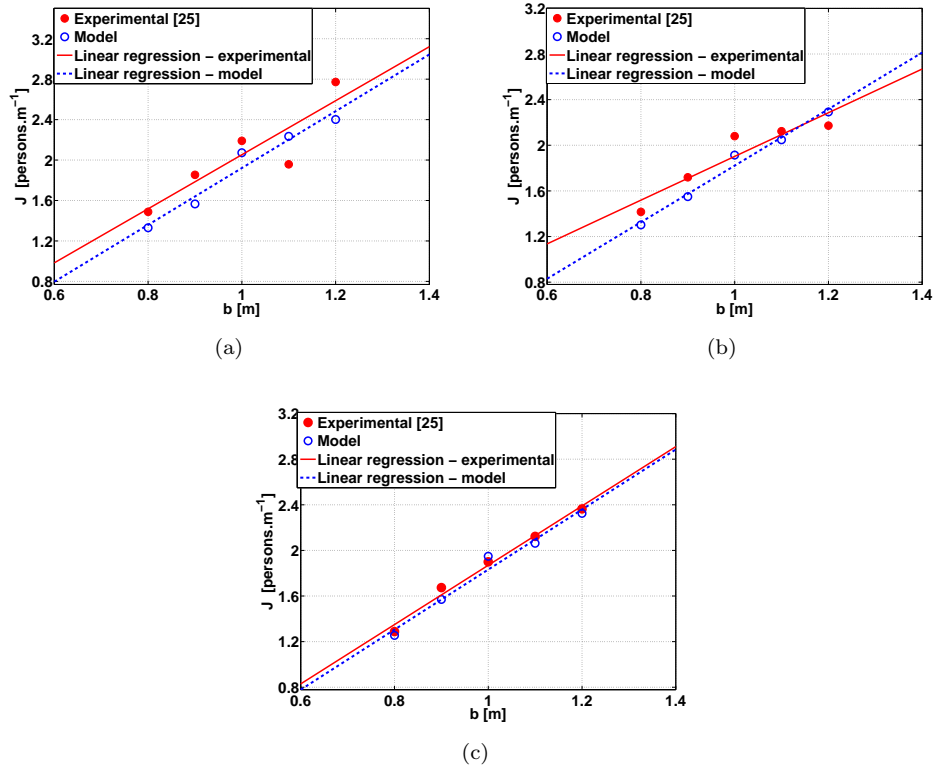 Experimental [25]
Model
Linear regression – experimental
Linear regression – model
3.2
2.8
2.4
2
1.6
1.2
0.8
J [persons.m⁻¹]
0.6
0.8
1
1.2
1.4
b [m]
(a)
Experimental [25]
Model
Linear regression – experimental
Linear regression – model
3.2
2.8
2.4
2
1.6
1.2
0.8
J [persons.m⁻¹]
0.6
0.8
1
1.2
1.4
b [m]
(b)
Experimental [25]
Model
Linear regression – experimental
Linear regression – model
3.2
2.8
2.4
2
1.6
1.2
0.8
J [persons.m⁻¹]
0.6
0.8
1
1.2
1.4
b [m]
(c)